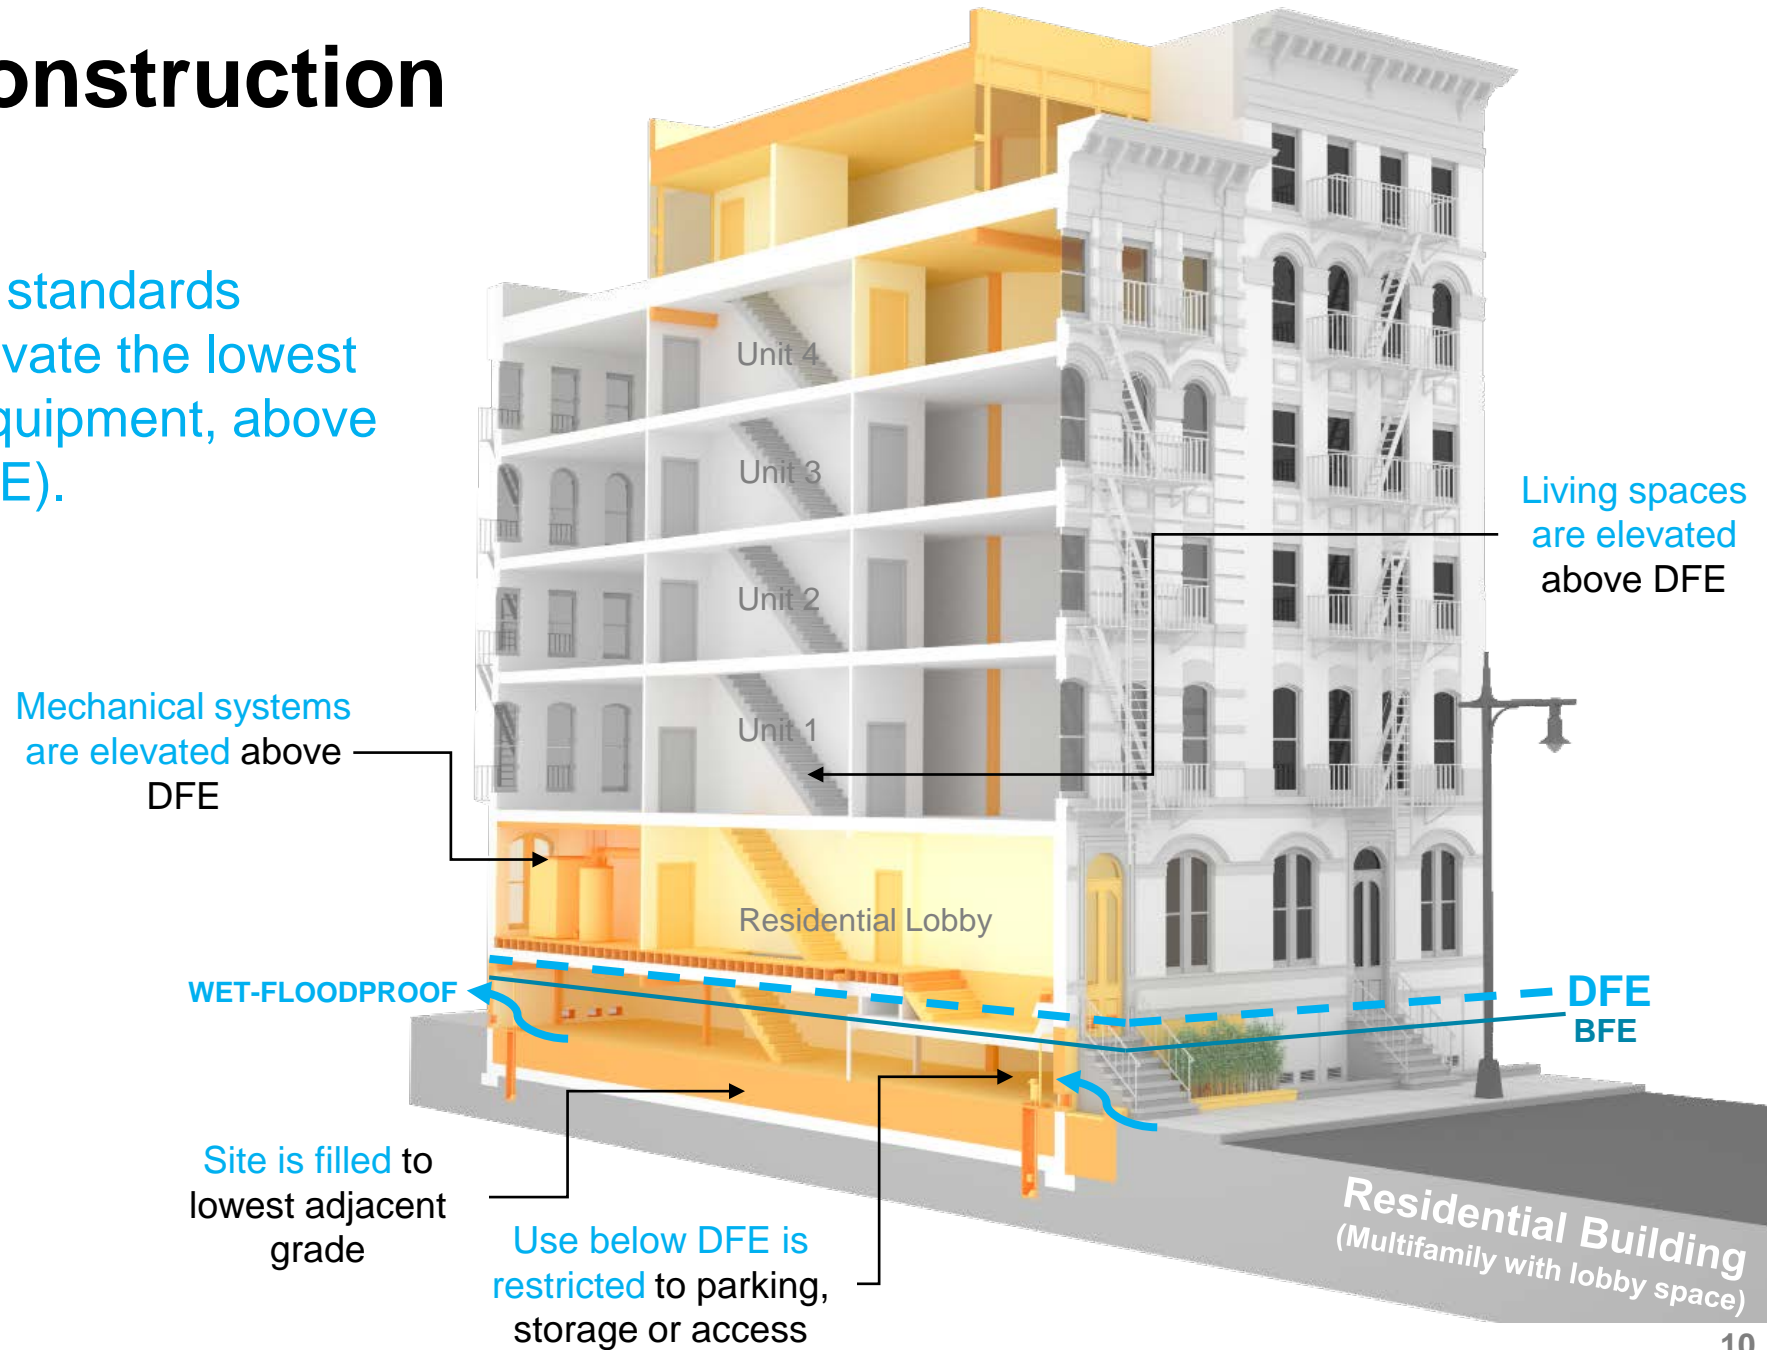 onstruction
standards
vate the lowest
quipment, above
E).
Unit 4
Unit 3
Unit 2
Unit 1
Residential Lobby
Living spaces
are elevated
above DFE
Mechanical systems
are elevated above
DFE
WET-FLOODPROOF
DFE
BFE
Site is filled to
lowest adjacent
grade
Use below DFE is
restricted to parking,
storage or access
Residential Building
(Multifamily with lobby space)
10